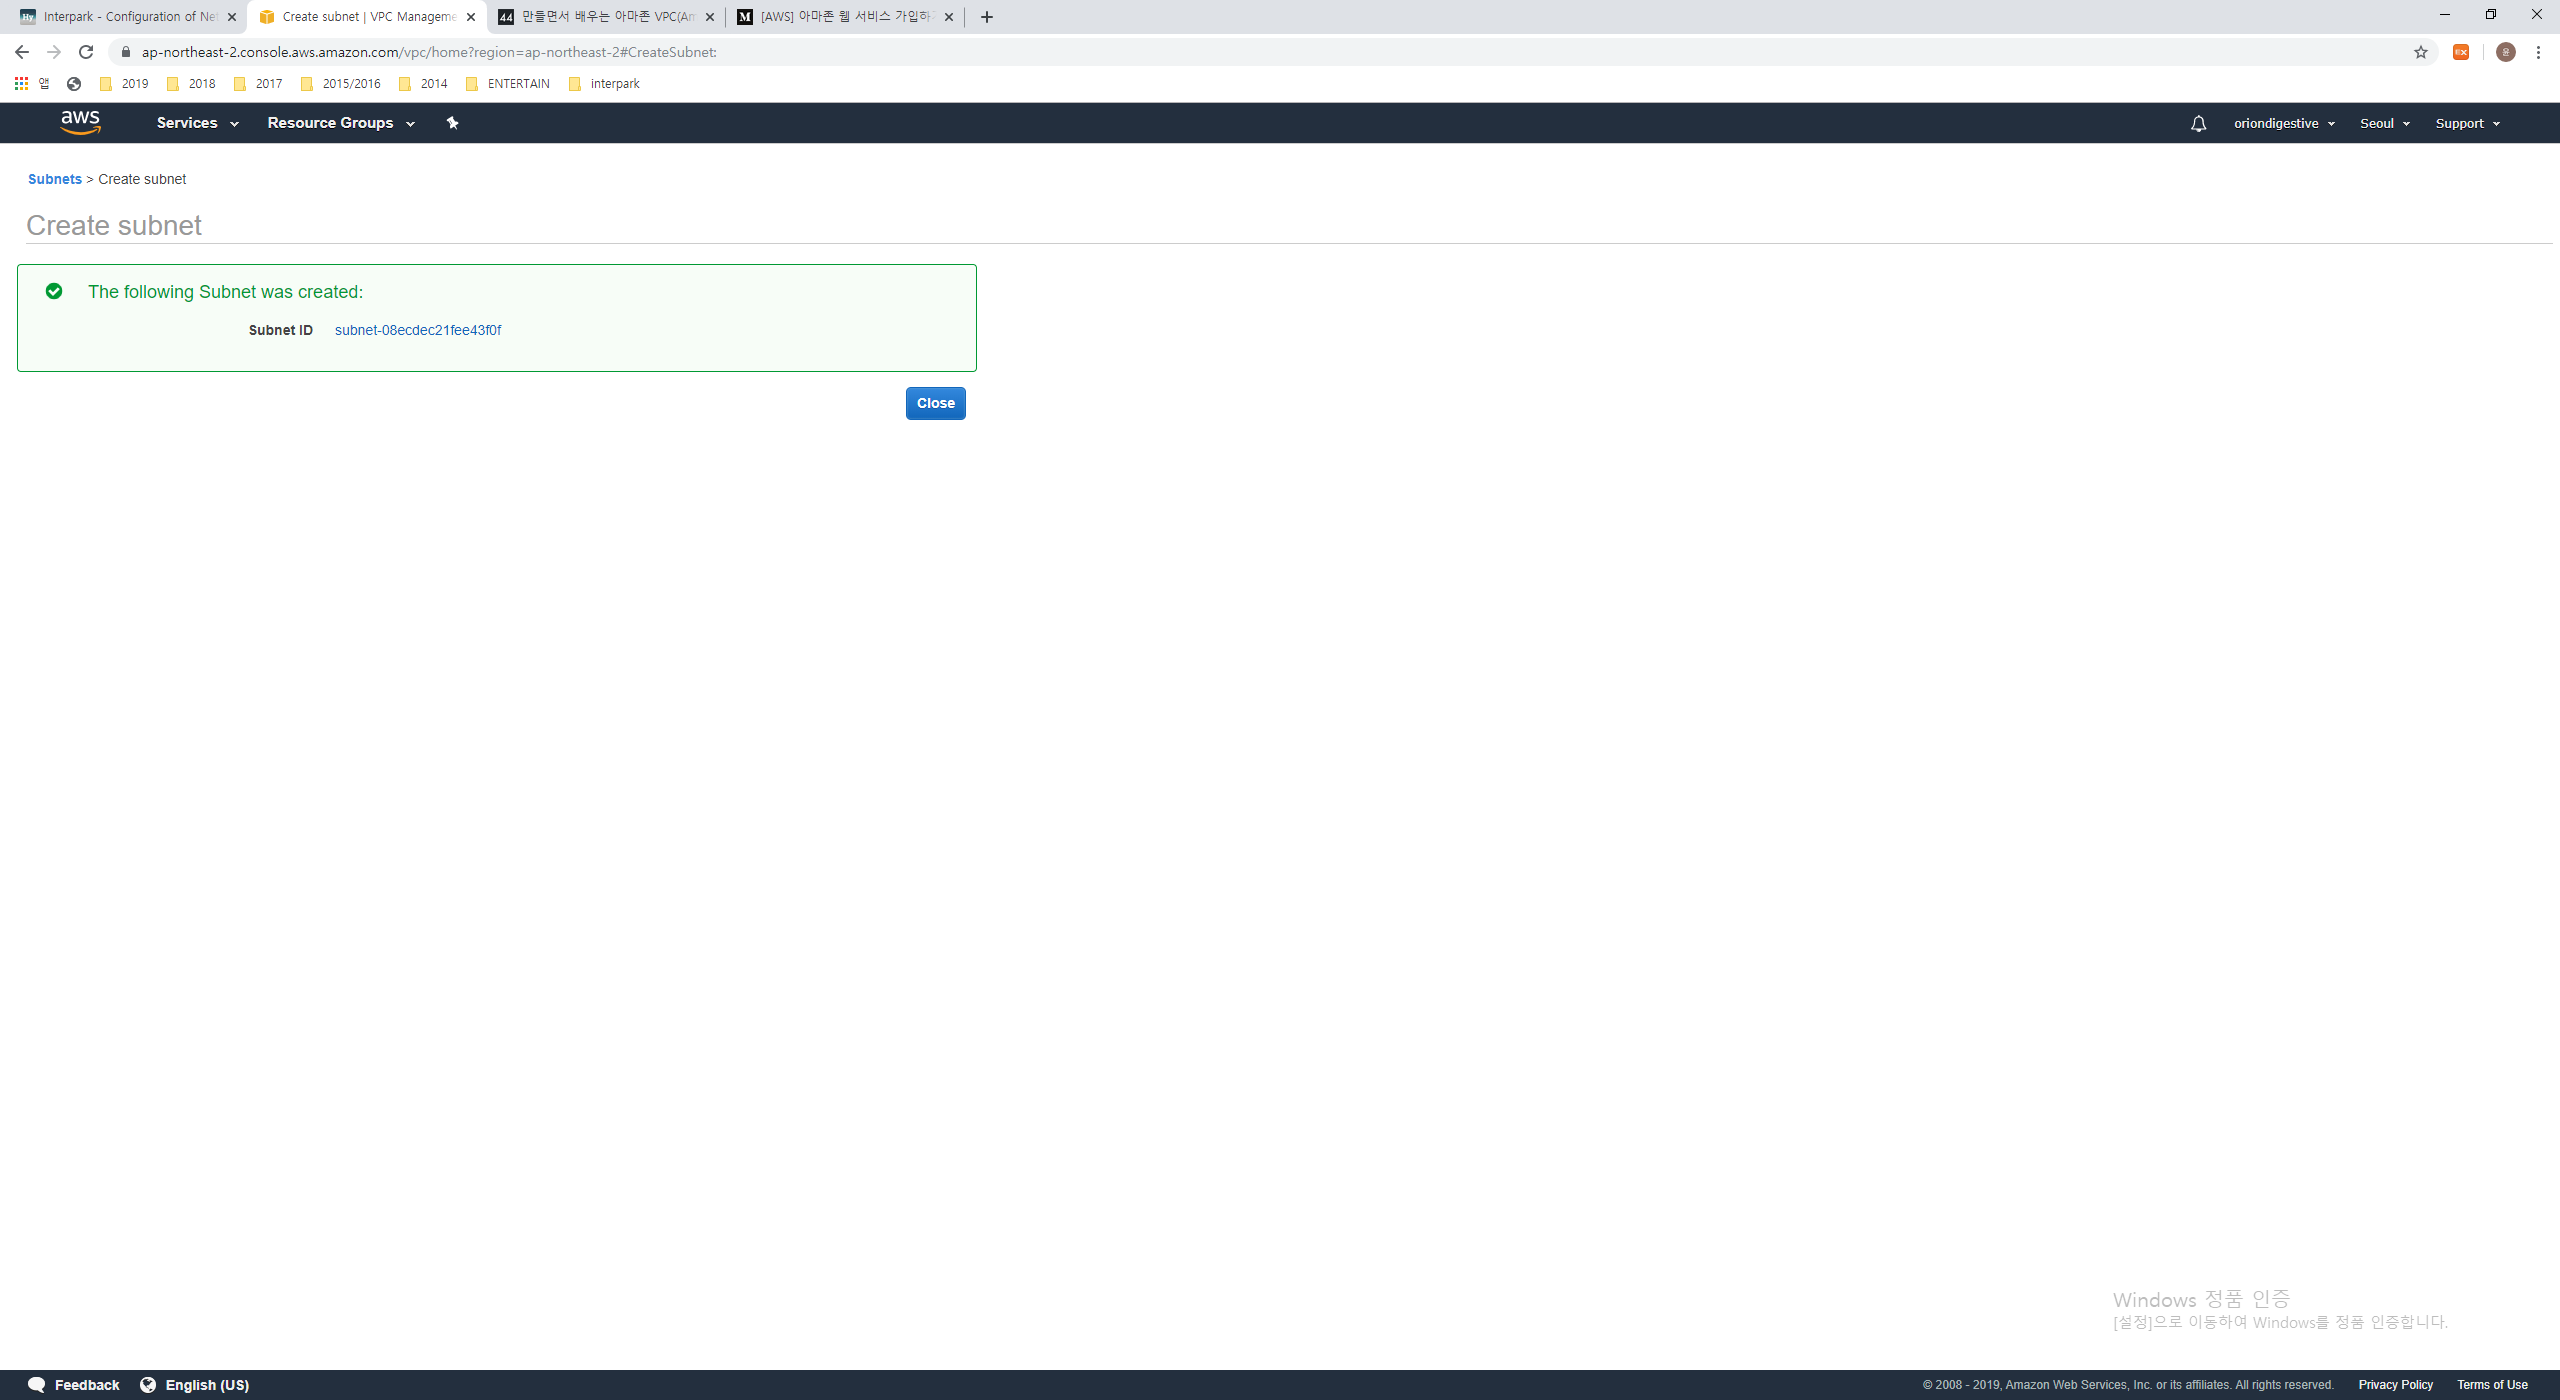 Hy Interpark - Configuration of Net
Create subnet | VPC Manageme
44 만들면서 배우는 아마존 VPC(Am
M [AWS] 아마존 웹 서비스 가입하
ap-northeast-2.console.aws.amazon.com/vpc/home?region=ap-northeast-2#CreateSubnet:
윤
앱 2019 2018 2017 2015/2016 2014 ENTERTAIN interpark
aws Services Resource Groups oriondigestive Seoul Support
Subnets > Create subnet
Create subnet
The following Subnet was created:
Subnet ID subnet-08ecdec21fee43f0f
Close
Windows 정품 인증
[설정]으로 이동하여 Windows를 정품 인증합니다.
Feedback English (US) © 2008 - 2019, Amazon Web Services, Inc. or its affiliates. All rights reserved. Privacy Policy Terms of Use